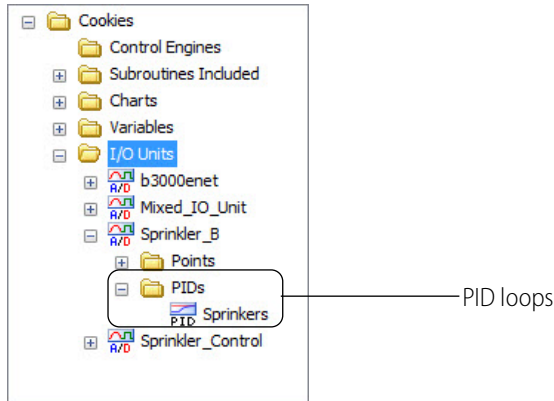 Cookies
Control Engines
Subroutines Included
Charts
Variables
I/O Units
A/D b3000enet
A/D Mixed_IO_Unit
A/D Sprinkler_B
Points
PIDs
PID Sprinkers
A/D Sprinkler_Control
PID loops